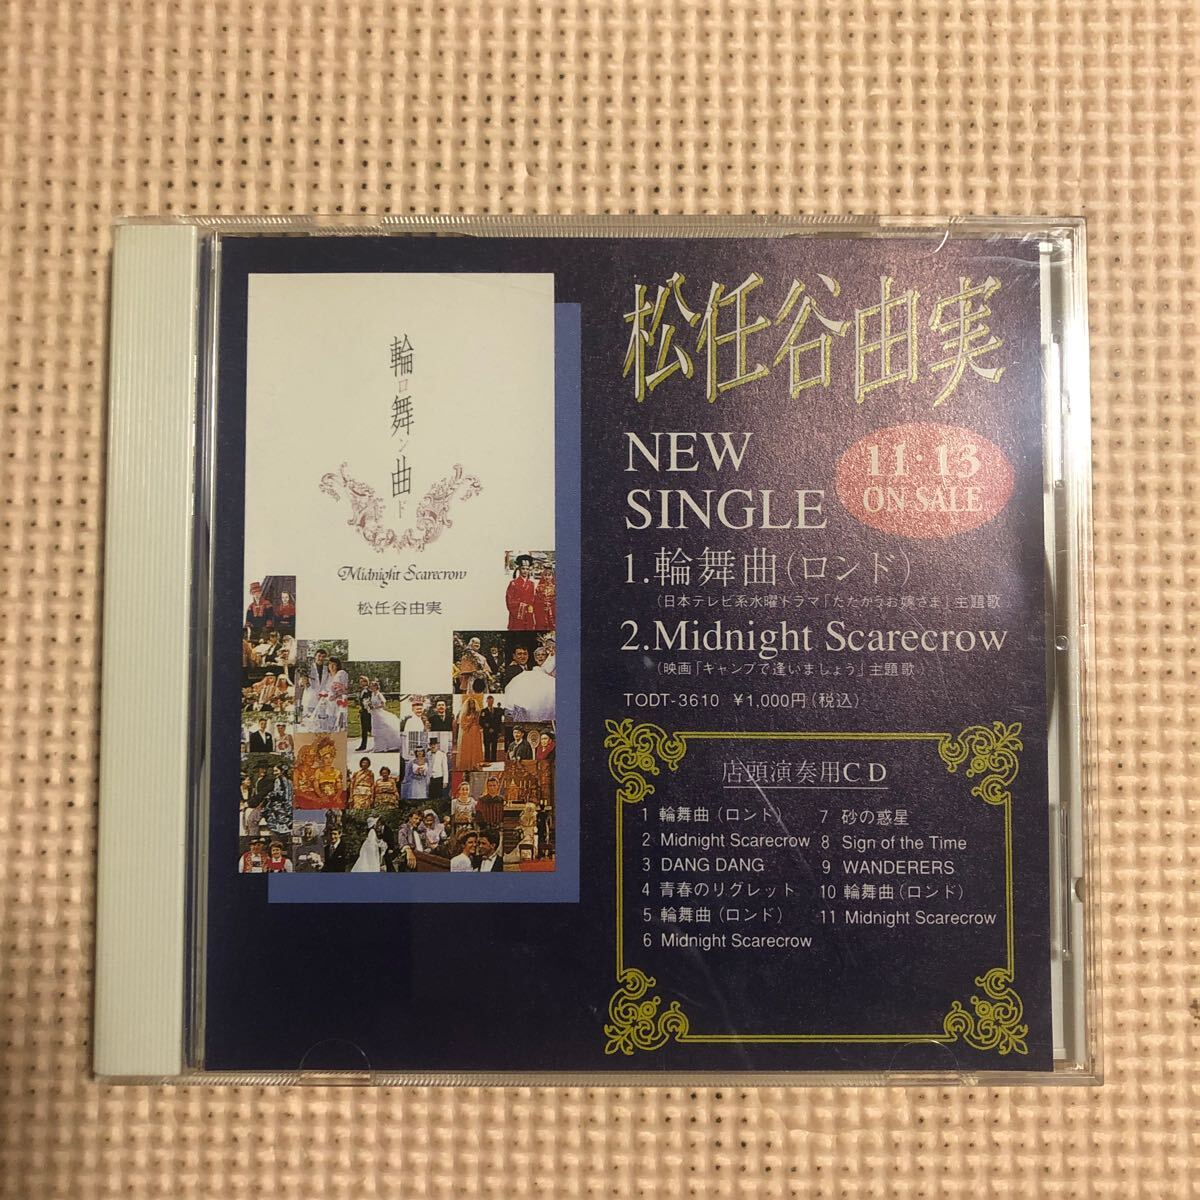 輪舞曲
ロンド
Midnight Scarecrow
松任谷由実
松任谷由実
NEW
SINGLE
11・13
ON SALE
1.輪舞曲(ロンド)
(日本テレビ系水曜ドラマ「たたかうお嫁さま」主題歌
2.Midnight Scarecrow
(映画「キャンプで逢いましょう」主題歌)
TODT-3610 ¥1,000円(税込)
店頭演奏用CD
1 輪舞曲(ロンド)
2 Midnight Scarecrow
3 DANG DANG
4 青春のリグレット
5 輪舞曲(ロンド)
6 Midnight Scarecrow
7 砂の惑星
8 Sign of the Time
9 WANDERERS
10 輪舞曲(ロンド)
11 Midnight Scarecrow